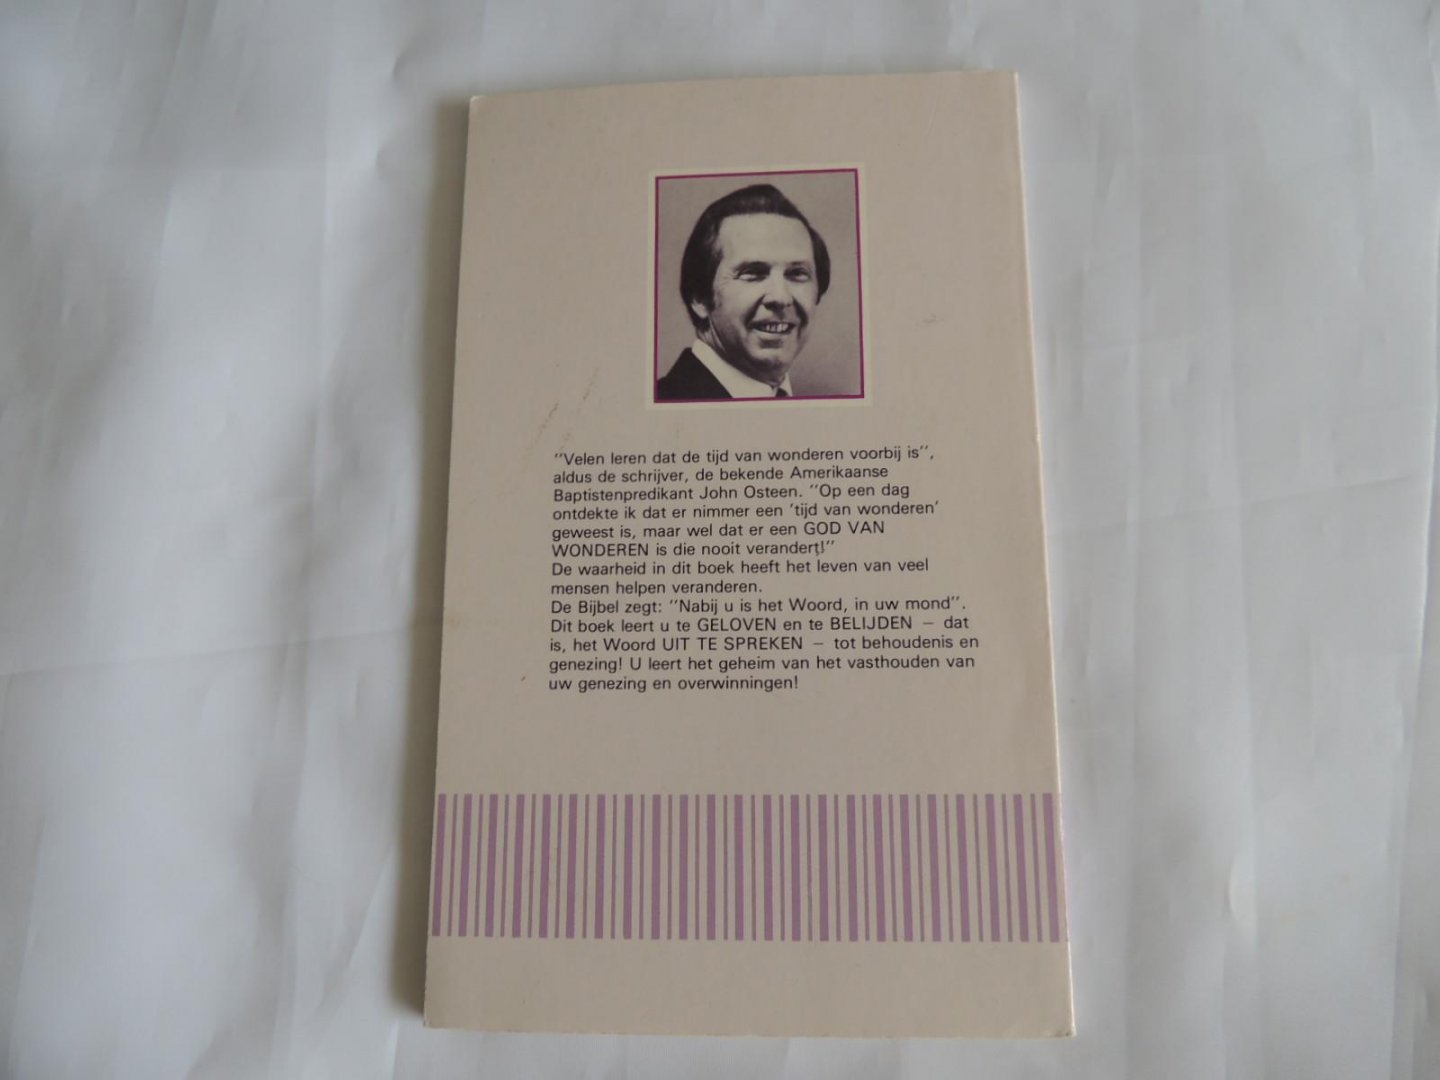 "Velen leren dat de tijd van wonderen voorbij is",
aldus de schrijver, de bekende Amerikaanse
Baptistenpredikant John Osteen. "Op een dag
ontdekte ik dat er nimmer een 'tijd van wonderen'
geweest is, maar wel dat er een GOD VAN
WONDEREN is die nooit verandert!"
De waarheid in dit boek heeft het leven van veel
mensen helpen veranderen.
De Bijbel zegt: "Nabij u is het Woord, in uw mond".
Dit boek leert u te GELOVEN en te BELIJDEN – dat
is, het Woord UIT TE SPREKEN – tot behoudenis en
genezing! U leert het geheim van het vasthouden van
uw genezing en overwinningen!